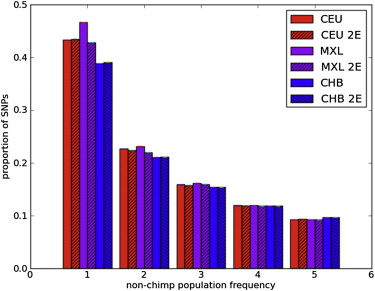 0.5
0.4
0.3
0.2
0.1
0.0
0 1 2 3 4 5 6
proportion of SNPs
non-chimp population frequency
CEU
CEU 2E
MXL
MXL 2E
CHB
CHB 2E